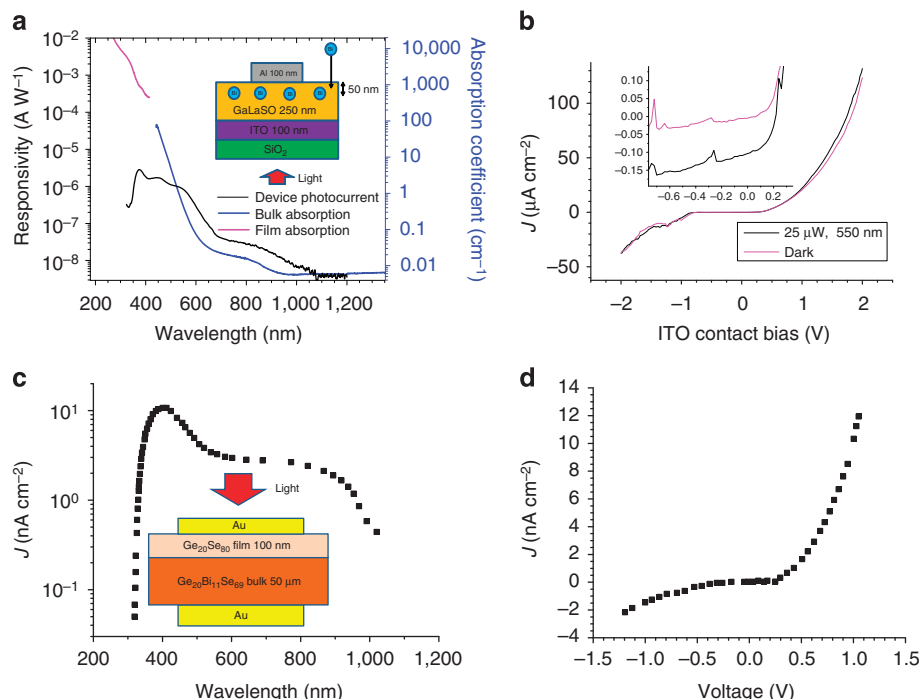 a
Responsivity (A W⁻¹)
10⁻²
10⁻³
10⁻⁴
10⁻⁵
10⁻⁶
10⁻⁷
10⁻⁸
200 400 600 800 1,000 1,200
Wavelength (nm)
10,000
1,000
100
10
1
0.1
0.01
Absorption coefficient (cm⁻¹)
Bi
Al 100 nm
50 nm
Bi Bi Bi Bi
GaLaSO 250 nm
ITO 100 nm
SiO₂
Light
Device photocurrent
Bulk absorption
Film absorption
b
J (μA cm⁻²)
100
50
0
−50
−2 −1 0 1 2
ITO contact bias (V)
0.10
0.05
0.00
−0.05
−0.10
−0.15
−0.6 −0.4 −0.2 0.0 0.2
25 μW, 550 nm
Dark
c
J (nA cm⁻²)
10¹
10⁰
10⁻¹
200 400 600 800 1,000 1,200
Wavelength (nm)
Light
Au
Ge₂₀Se₈₀ film 100 nm
Ge₂₀Bi₁₁Se₆₉ bulk 50 μm
Au
d
J (nA cm⁻²)
14
12
10
8
6
4
2
0
−2
−4
−1.5 −1.0 −0.5 0.0 0.5 1.0 1.5
Voltage (V)